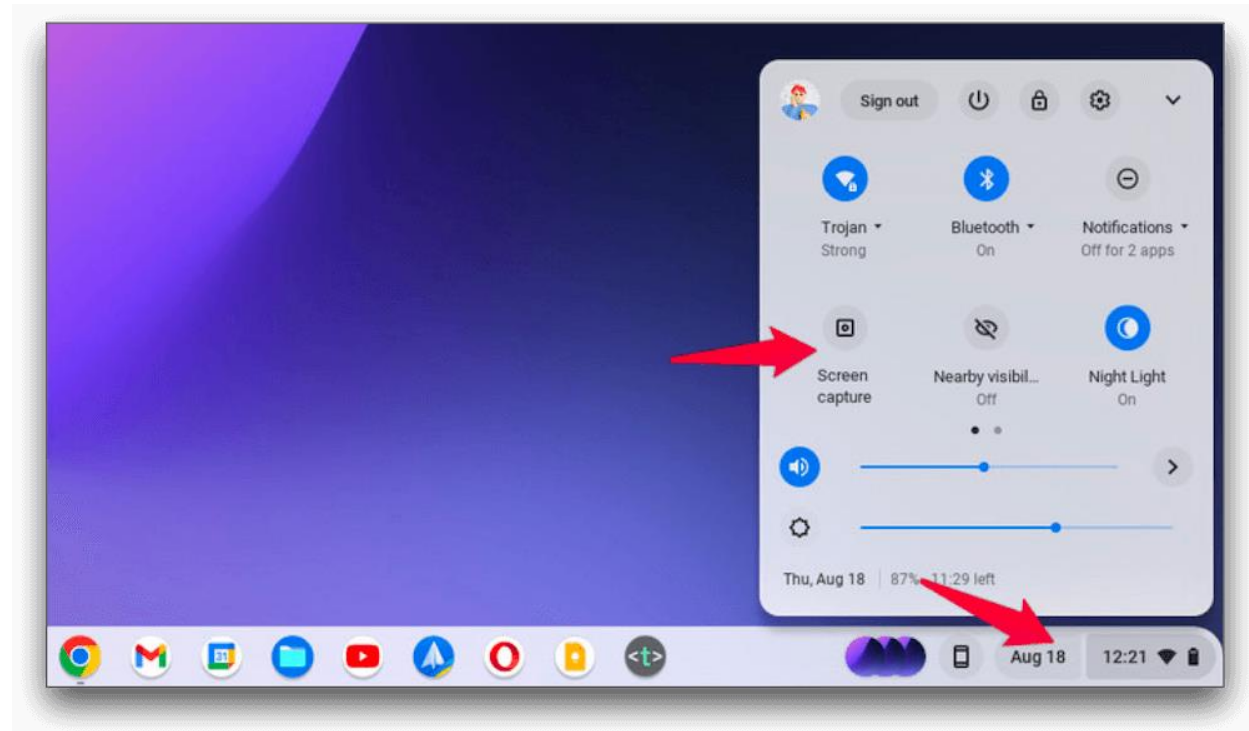 Sign out
Trojan
Strong
Bluetooth
On
Notifications
Off for 2 apps
Screen
capture
Nearby visibil...
Off
Night Light
On
Thu, Aug 18
87% - 11:29 left
31
<t>
Aug 18
12:21